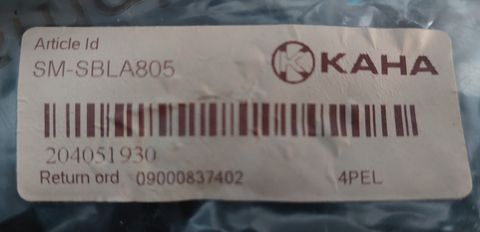 Article Id
SM-SBLA805
K KAHA
204051930
Return ord 09000837402 4PEL